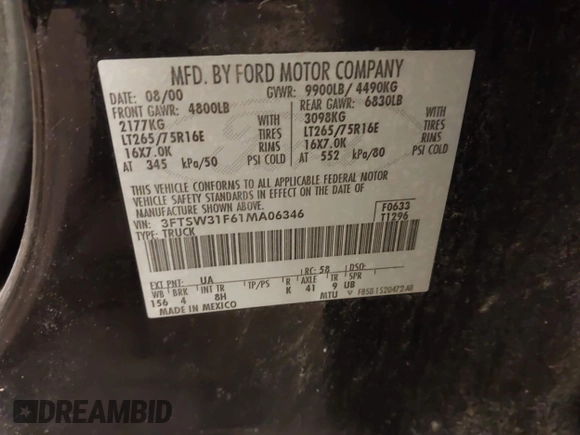 MFD. BY FORD MOTOR COMPANY
DATE: 08/00 GVWR: 9900LB/ 4490KG
FRONT GAWR: 4800LB REAR GAWR: 6830LB
2177KG WITH 3098KG WITH
LT265/75R16E TIRES LT265/75R16E TIRES
16X7.0K RIMS 16X7.0K RIMS
AT 345 kPa/50 PSI COLD AT 552 kPa/80 PSI COLD
THIS VEHICLE CONFORMS TO ALL APPLICABLE FEDERAL MOTOR
VEHICLE SAFETY STANDARDS IN EFFECT ON THE DATE OF
MANUFACTURE SHOWN ABOVE.
VIN: 3FTSW31F61MA06346 F0633
TYPE: TRUCK T1296
EXT PNT: UA RC: 58 DSO:
WB BRK INT TR TP/PS R AXLE TR SPR
156 4 8H K 41 9 UB
MADE IN MEXICO MTU F85B-1520472-AB
DREAMBID